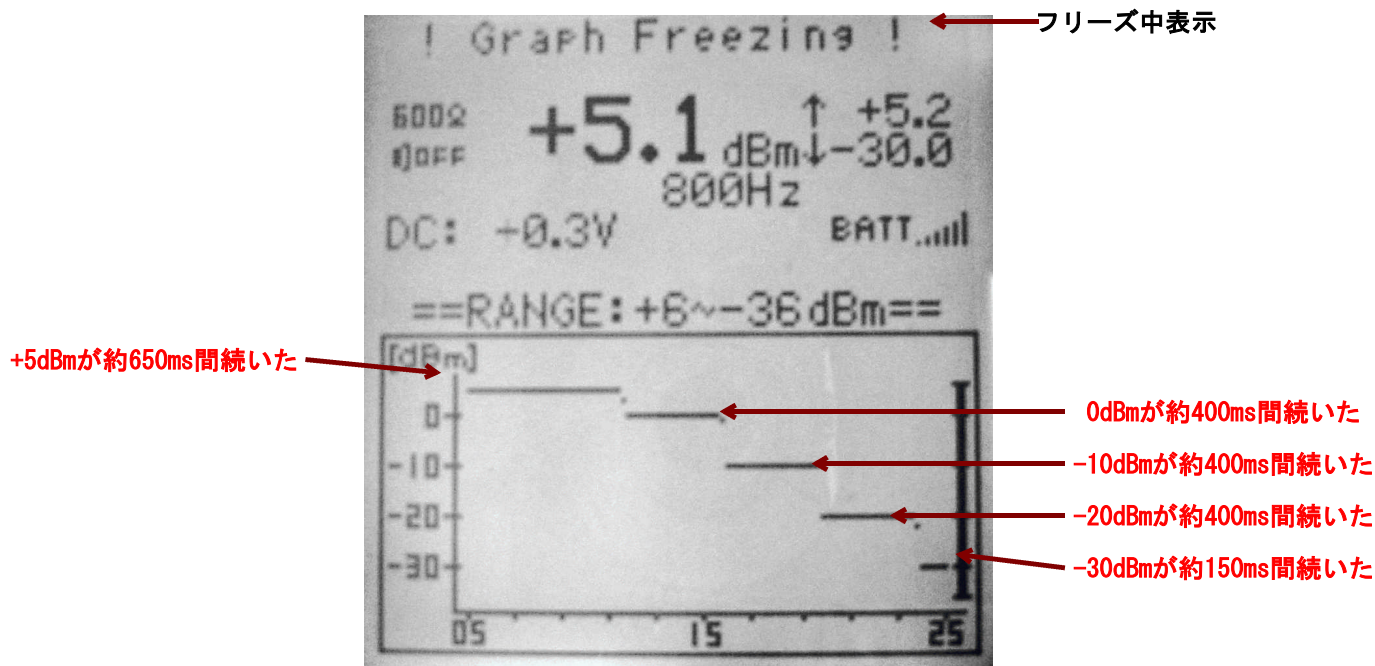 ! Graph Freezing !
フリーズ中表示
600Ω +5.1 dBm ↑ +5.2
OFF ↓-30.0
800Hz
DC: +0.3V BATT
==RANGE:+6~-36dBm==
[dBm]
+5dBmが約650ms間続いた
0
0dBmが約400ms間続いた
-10
-10dBmが約400ms間続いた
-20
-20dBmが約400ms間続いた
-30
-30dBmが約150ms間続いた
05 15 25